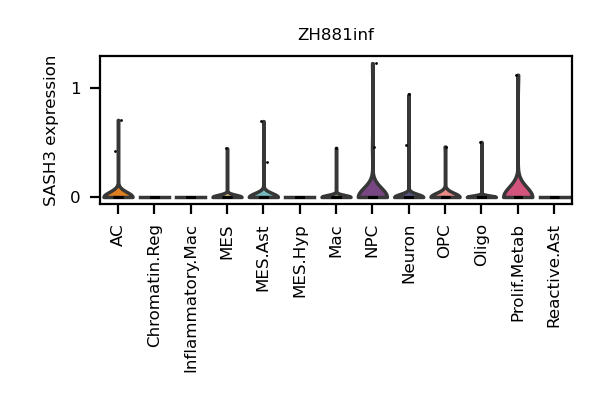 ZH881inf
SASH3 expression
1
0
AC
Chromatin.Reg
Inflammatory.Mac
MES
MES.Ast
MES.Hyp
Mac
NPC
Neuron
OPC
Oligo
Prolif.Metab
Reactive.Ast